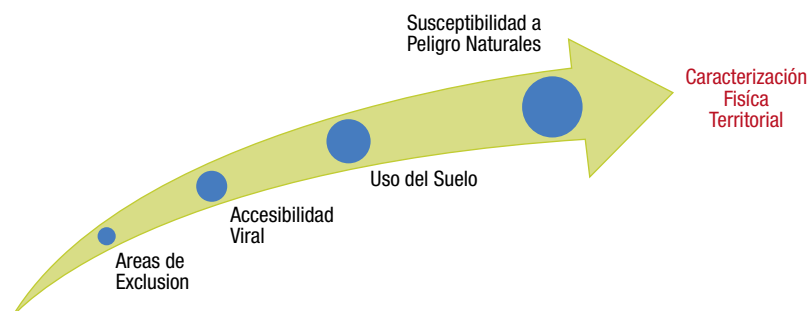 Susceptibilidad a
Peligro Naturales
Caracterización
Fisíca
Territorial
Uso del Suelo
Accesibilidad
Viral
Areas de
Exclusion